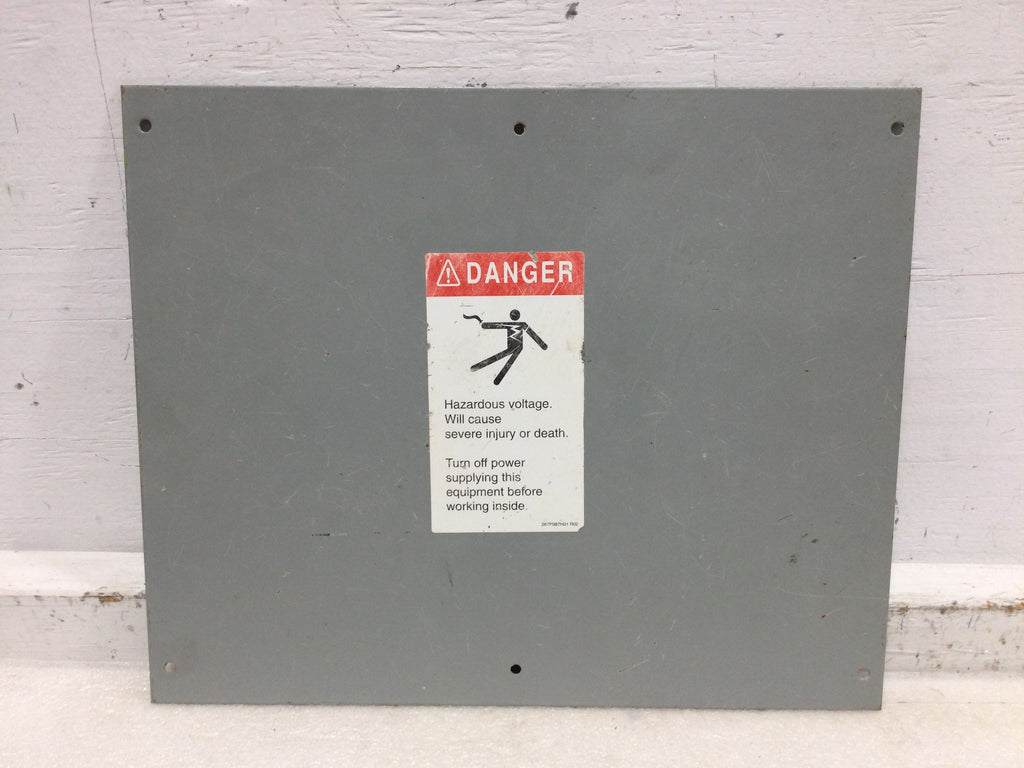 DANGER
Hazardous voltage.
Will cause
severe injury or death.
Turn off power
supplying this
equipment before
working inside.